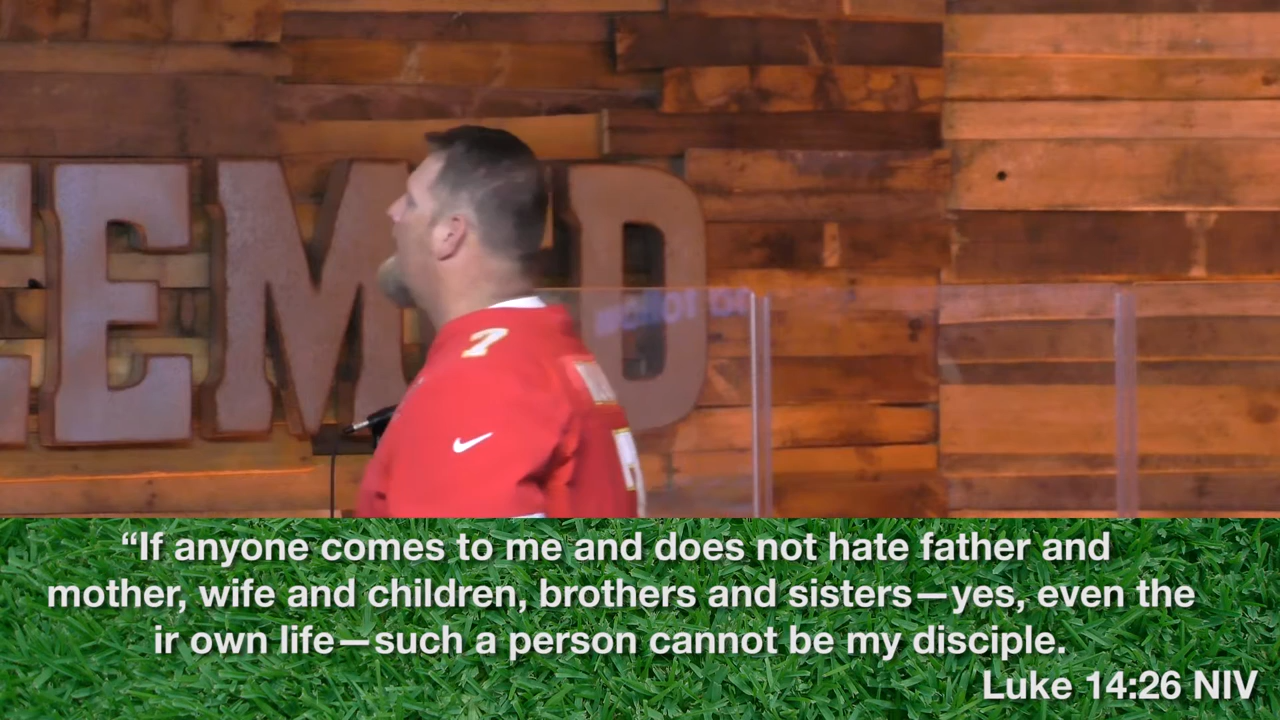 EMED
7
“If anyone comes to me and does not hate father and
mother, wife and children, brothers and sisters—yes, even the
ir own life—such a person cannot be my disciple.
Luke 14:26 NIV